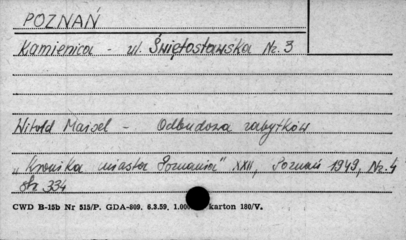 POZNAŃ
Kamienica - ul. Świętosławska Nr. 3
Witold Maisel - Odbudowa zabytków
„Kronika miasta Poznania" XXII, Poznań 1949, Nr. 4
str 334
CWD B-15b Nr 515/P. GDA-809. 6.3.59. 1.00 karton 180/V.